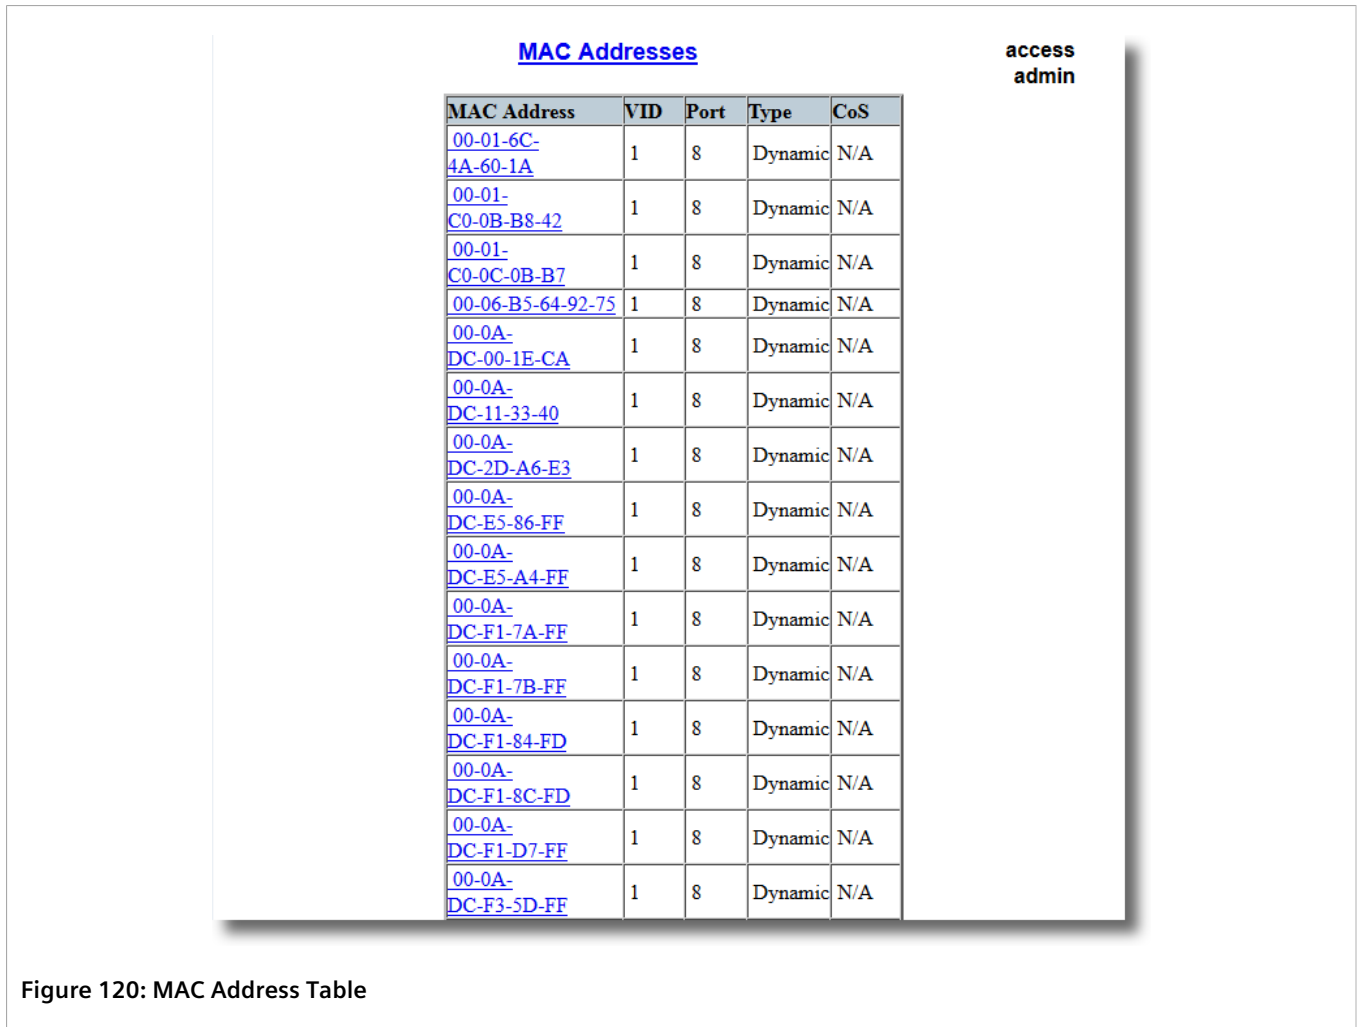 MAC Addresses
access
admin
MAC Address VID Port Type CoS
00-01-6C-
4A-60-1A 1 8 Dynamic N/A
00-01-
C0-0B-B8-42 1 8 Dynamic N/A
00-01-
C0-0C-0B-B7 1 8 Dynamic N/A
00-06-B5-64-92-75 1 8 Dynamic N/A
00-0A-
DC-00-1E-CA 1 8 Dynamic N/A
00-0A-
DC-11-33-40 1 8 Dynamic N/A
00-0A-
DC-2D-A6-E3 1 8 Dynamic N/A
00-0A-
DC-E5-86-FF 1 8 Dynamic N/A
00-0A-
DC-E5-A4-FF 1 8 Dynamic N/A
00-0A-
DC-F1-7A-FF 1 8 Dynamic N/A
00-0A-
DC-F1-7B-FF 1 8 Dynamic N/A
00-0A-
DC-F1-84-FD 1 8 Dynamic N/A
00-0A-
DC-F1-8C-FD 1 8 Dynamic N/A
00-0A-
DC-F1-D7-FF 1 8 Dynamic N/A
00-0A-
DC-F3-5D-FF 1 8 Dynamic N/A
Figure 120: MAC Address Table